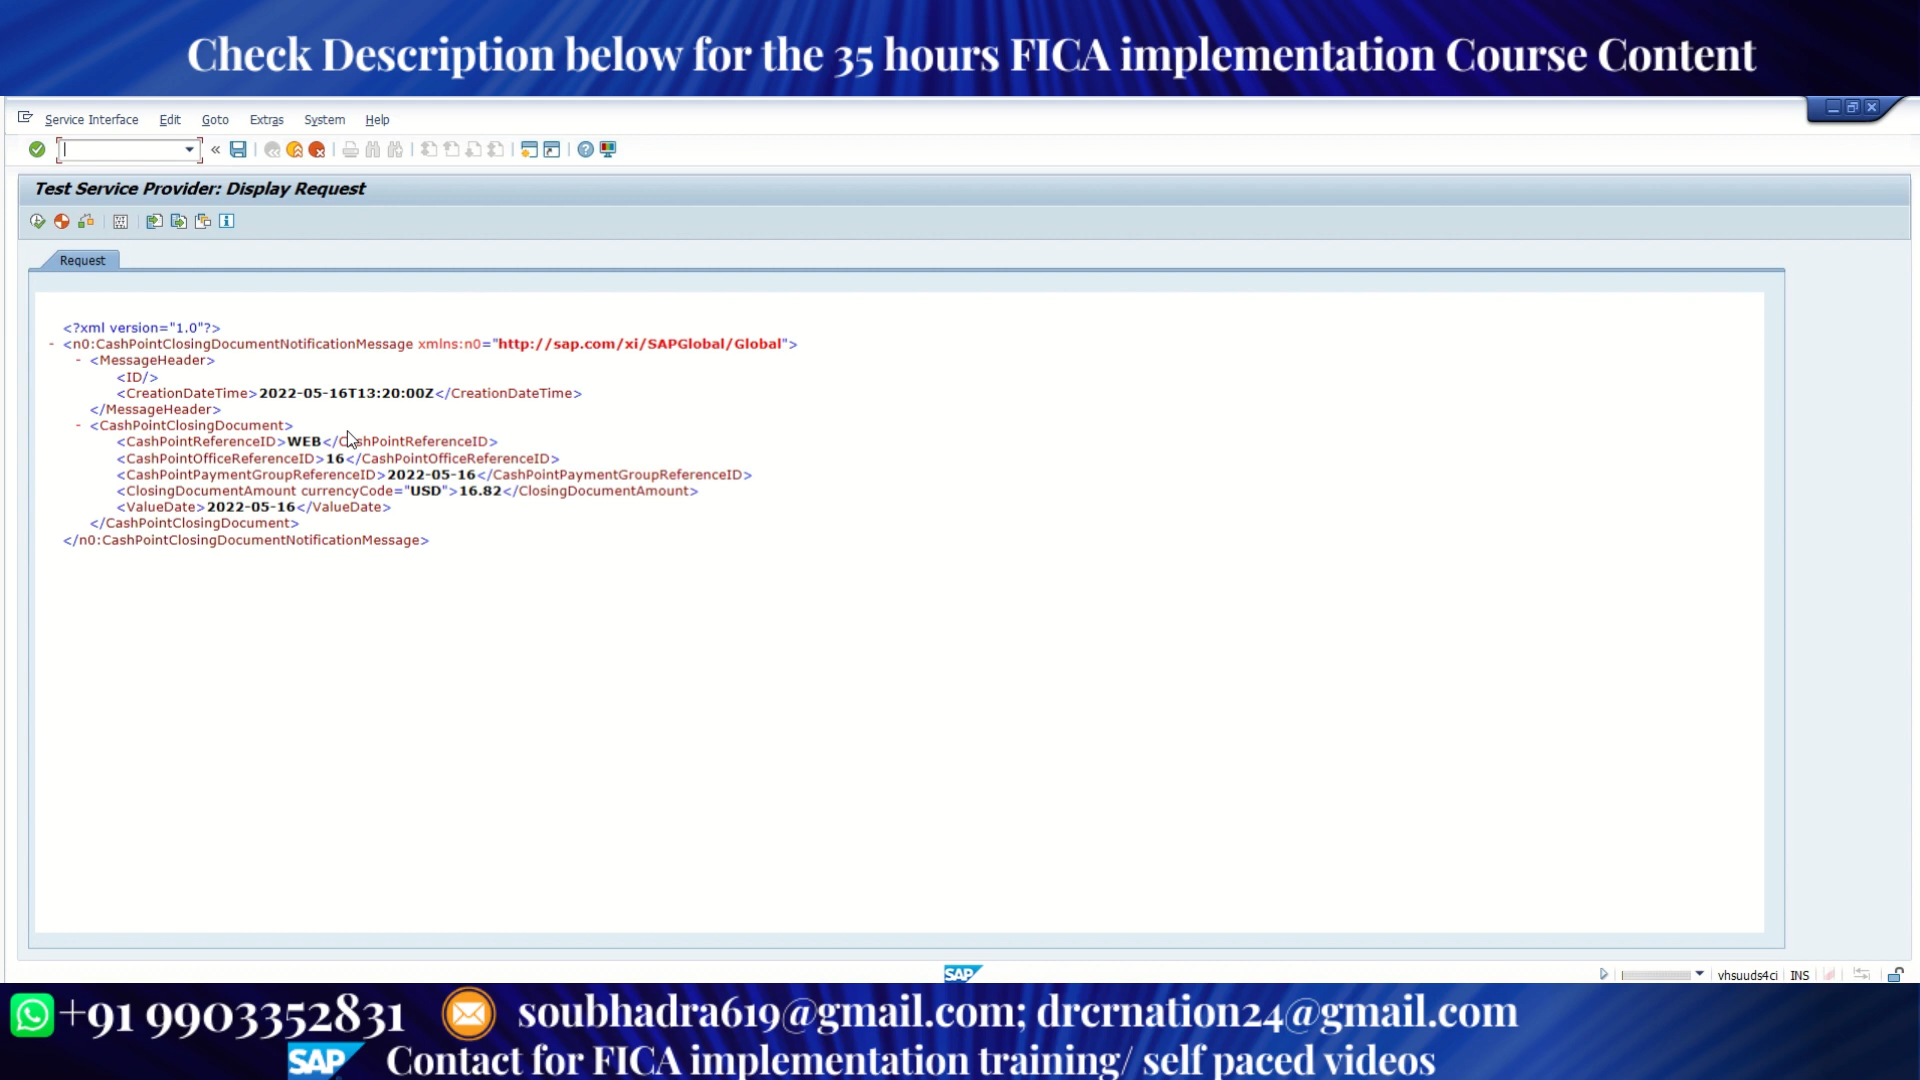 Check Description below for the 35 hours FICA implementation Course Content
Service Interface Edit Goto Extras System Help
Test Service Provider: Display Request
Request
<?xml version="1.0"?>
- <n0:CashPointClosingDocumentNotificationMessage xmlns:n0="http://sap.com/xi/SAPGlobal/Global">
- <MessageHeader>
<ID/>
<CreationDateTime>2022-05-16T13:20:00Z</CreationDateTime>
</MessageHeader>
- <CashPointClosingDocument>
<CashPointReferenceID>WEB</CashPointReferenceID>
<CashPointOfficeReferenceID>16</CashPointOfficeReferenceID>
<CashPointPaymentGroupReferenceID>2022-05-16</CashPointPaymentGroupReferenceID>
<ClosingDocumentAmount currencyCode="USD">16.82</ClosingDocumentAmount>
<ValueDate>2022-05-16</ValueDate>
</CashPointClosingDocument>
</n0:CashPointClosingDocumentNotificationMessage>
SAP
vhsuuds4ci INS
+91 9903352831 soubhadra619@gmail.com; drcrnation24@gmail.com
SAP Contact for FICA implementation training/ self paced videos